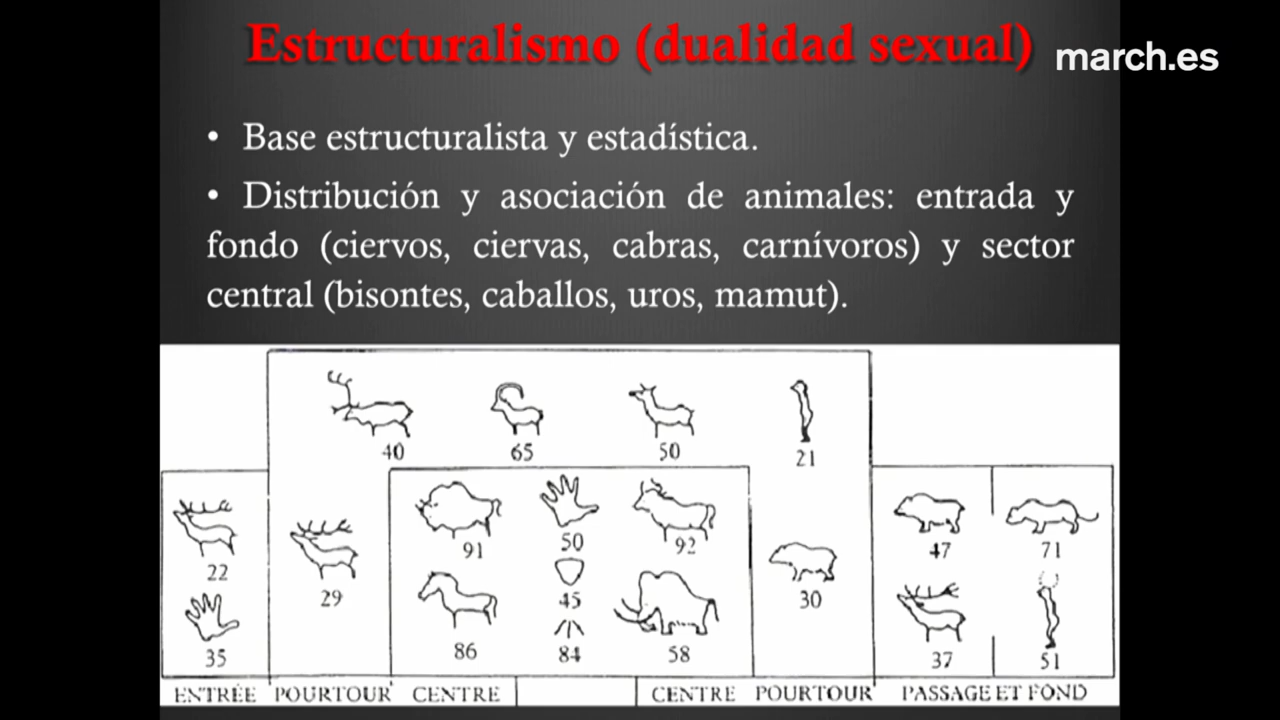 Estructuralismo (dualidad sexual)
march.es
• Base estructuralista y estadística.
• Distribución y asociación de animales: entrada y
fondo (ciervos, ciervas, cabras, carnívoros) y sector
central (bisontes, caballos, uros, mamut).
40 65 50 21
91 50 92 47 71
22 29 45 30
35 86 84 58 37 51
ENTRÉE POURTOUR CENTRE CENTRE POURTOUR PASSAGE ET FOND